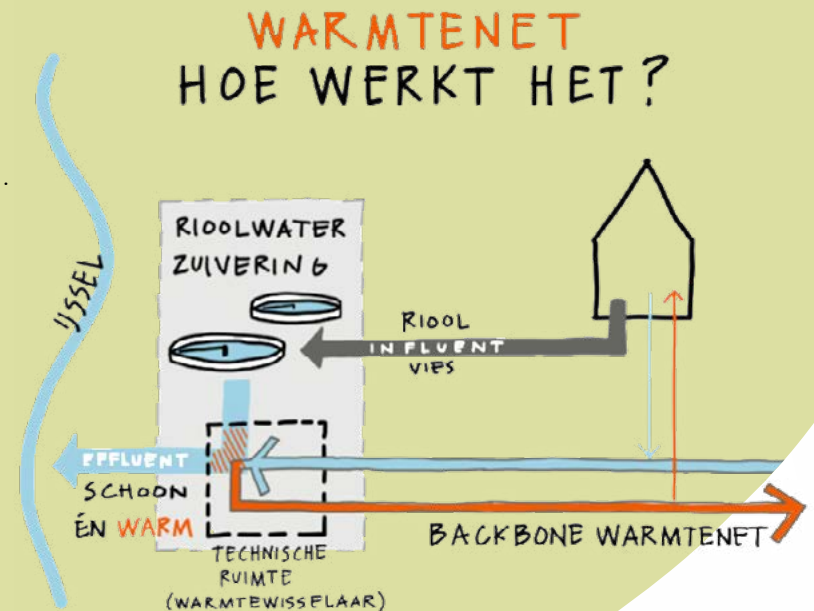 WARMTENET
HOE WERKT HET?
IJSSEL
RIOOLWATER
ZUIVERING
RIOOL
INFLUENT
VIES
EFFLUENT
SCHOON
ÉN WARM
TECHNISCHE
RUIMTE
(WARMTEWISSELAAR)
BACKBONE WARMTENET